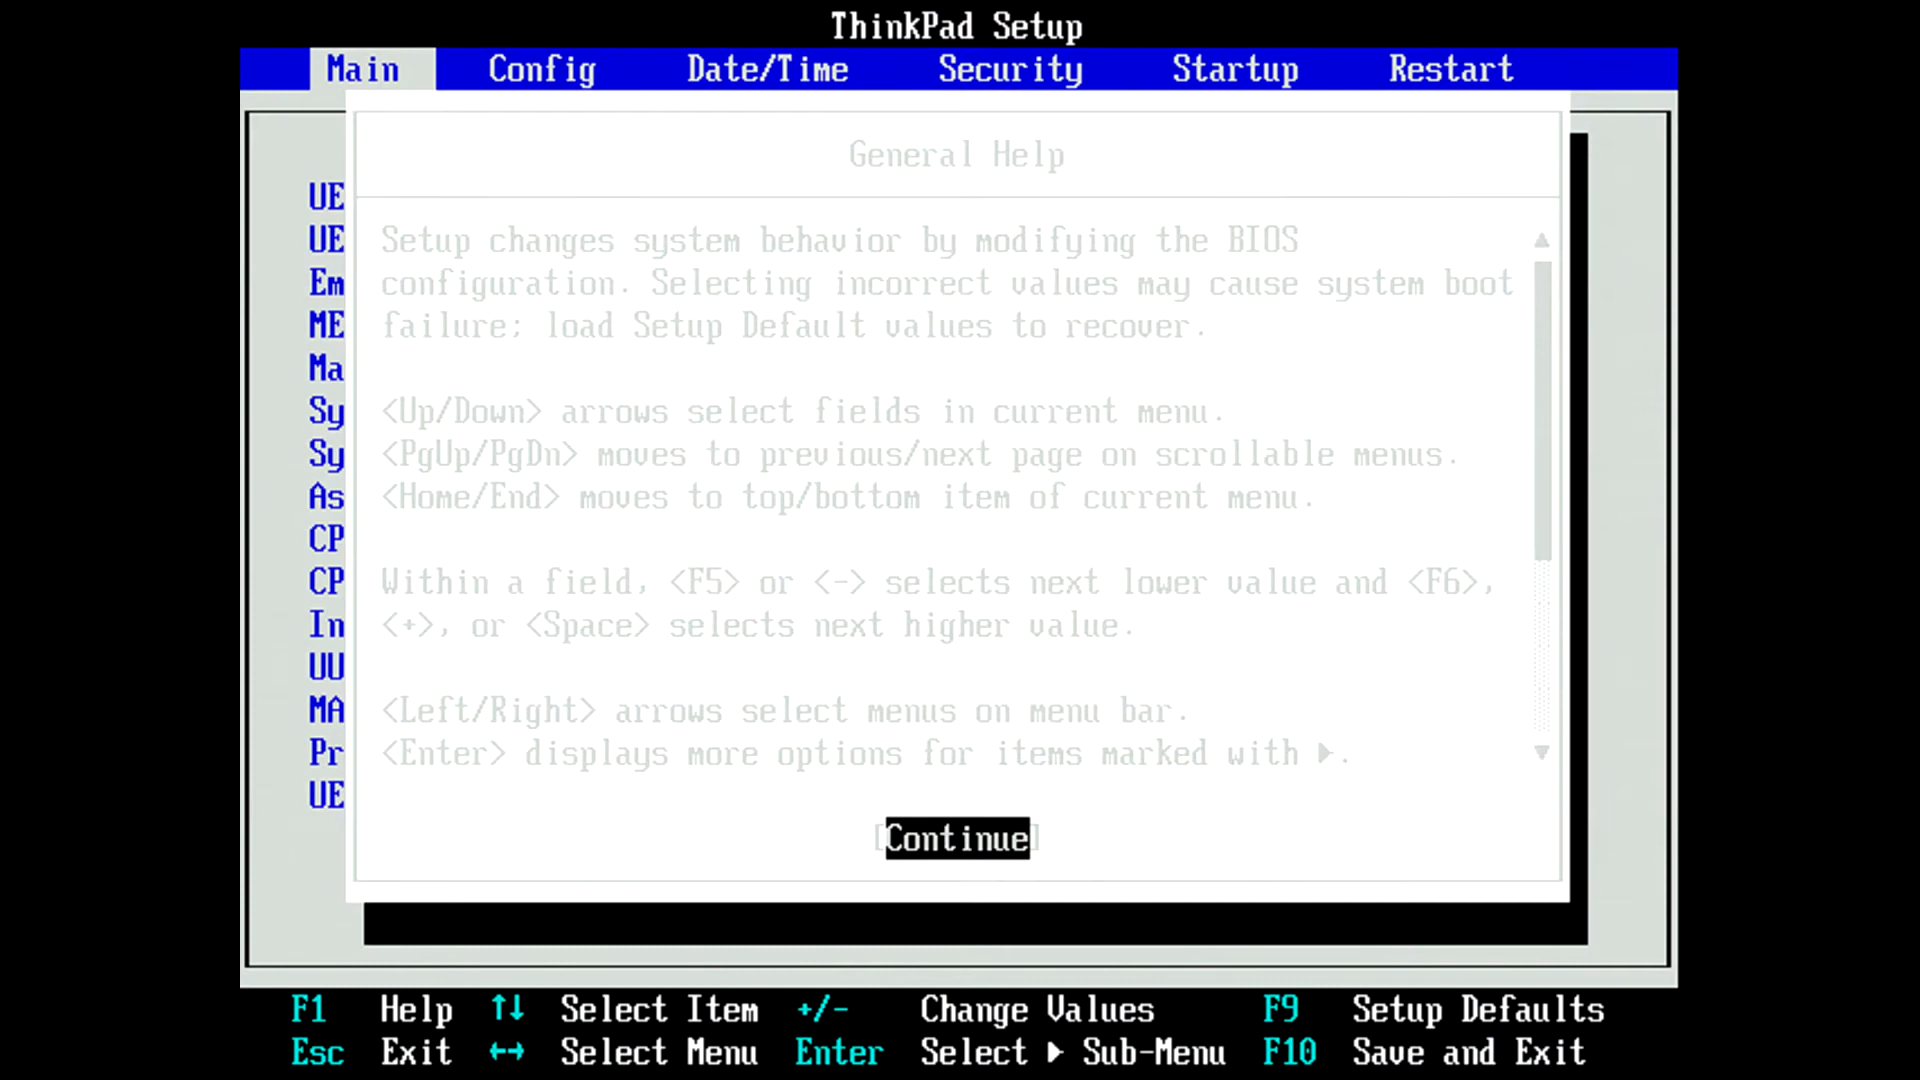 ThinkPad Setup
Main Config Date/Time Security Startup Restart
General Help
UE
UE Setup changes system behavior by modifying the BIOS
Em configuration. Selecting incorrect values may cause system boot
ME failure; load Setup Default values to recover.
Ma
Sy <Up/Down> arrows select fields in current menu.
Sy <PgUp/PgDn> moves to previous/next page on scrollable menus.
As <Home/End> moves to top/bottom item of current menu.
CP
CP Within a field, <F5> or <-> selects next lower value and <F6>,
In <+>, or <Space> selects next higher value.
UU
MA <Left/Right> arrows select menus on menu bar.
Pr <Enter> displays more options for items marked with ▶.
UE
[Continue]
F1 Help ↑↓ Select Item +/- Change Values F9 Setup Defaults
Esc Exit ↔ Select Menu Enter Select ▶ Sub-Menu F10 Save and Exit